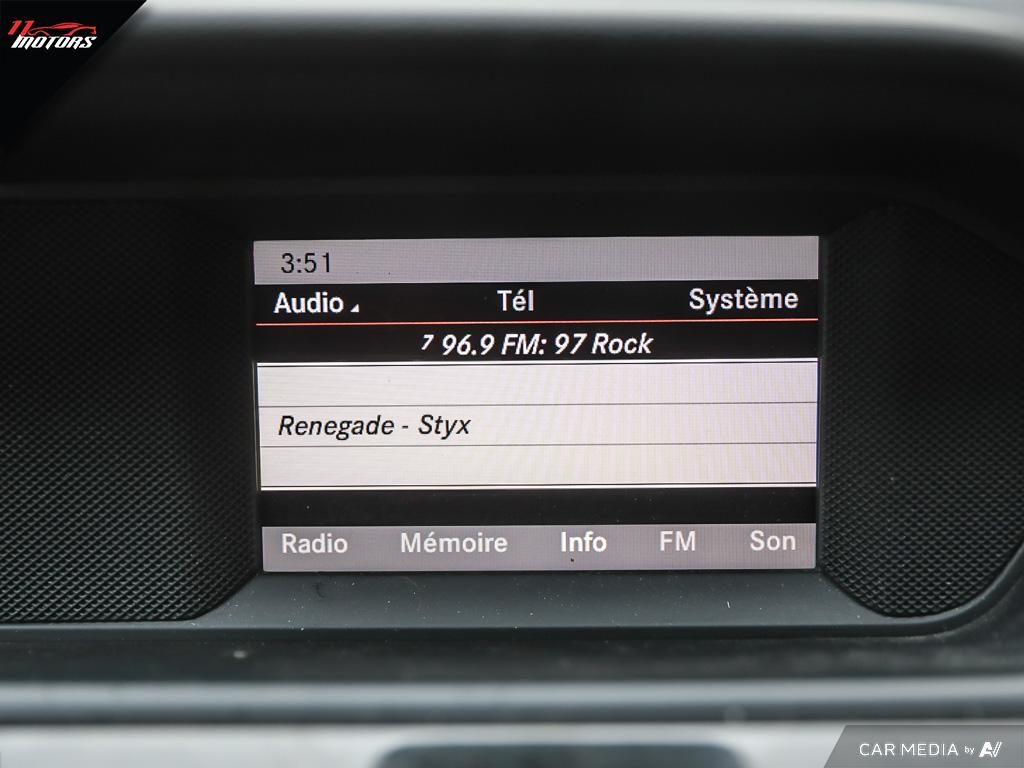 11
MOTORS
3:51
Audio Tél Système
7 96.9 FM: 97 Rock
Renegade - Styx
Radio Mémoire Info FM Son
CAR MEDIA by AV